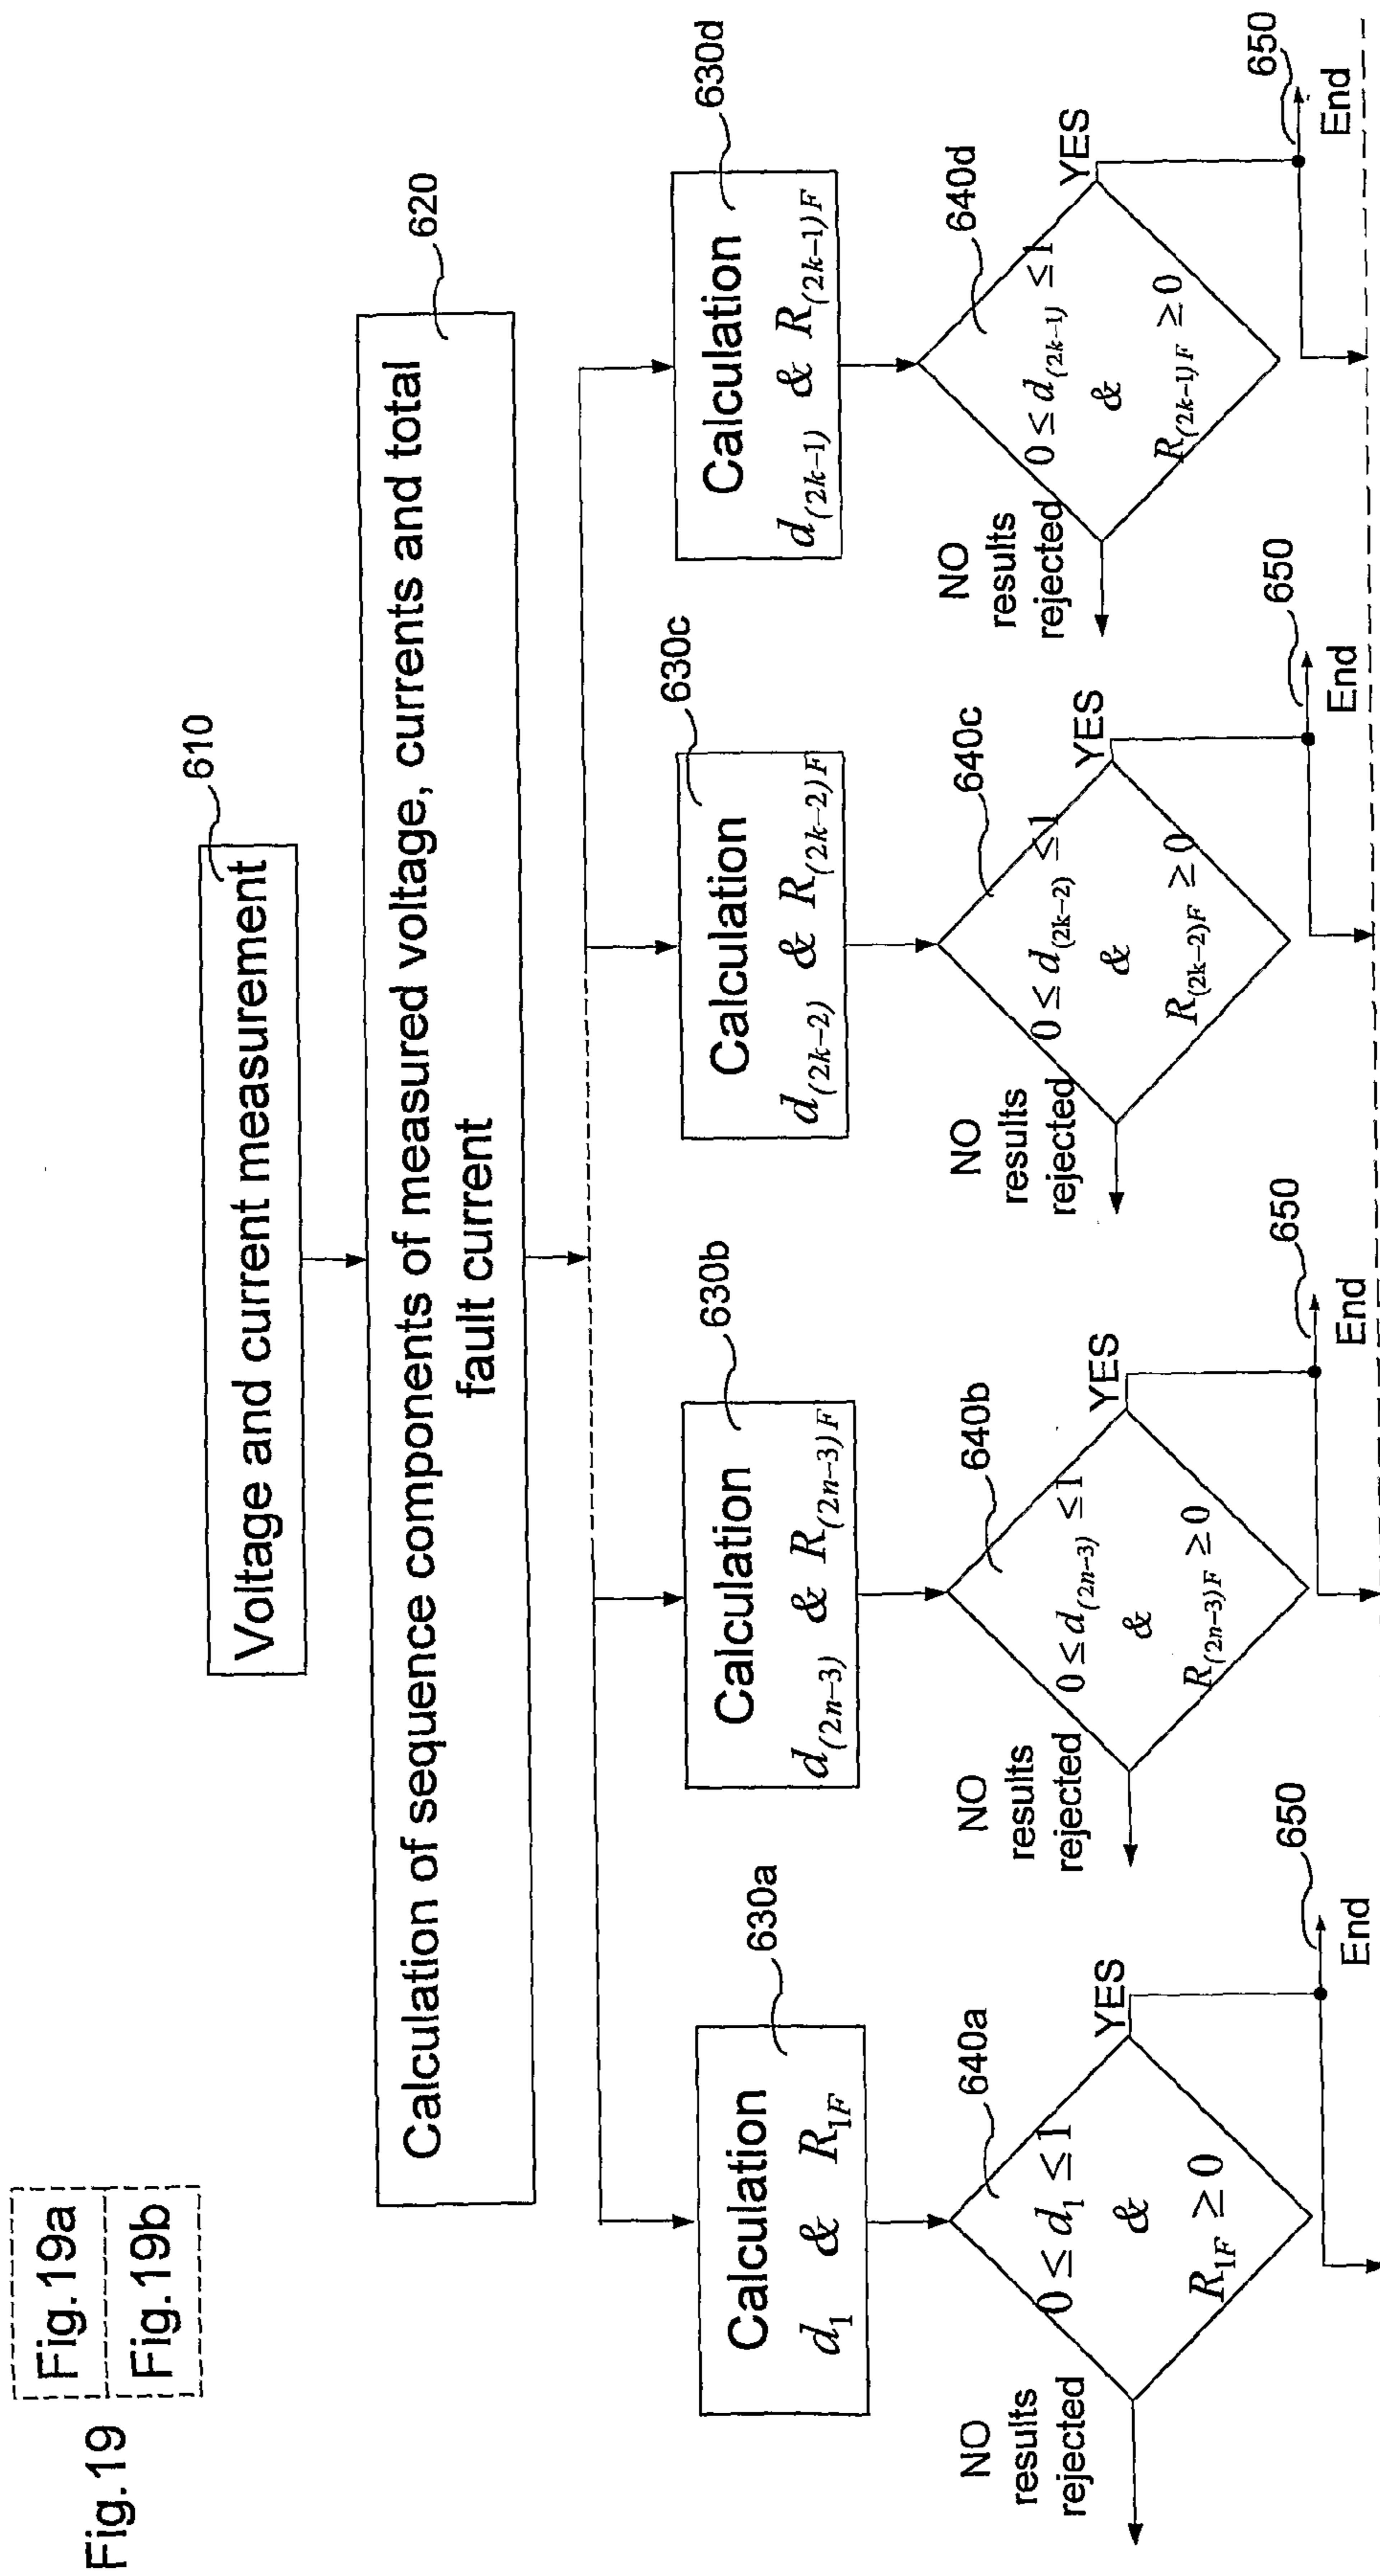 Fig.19
Fig.19a
Fig.19b
610
Voltage and current measurement
620
Calculation of sequence components of measured voltage, currents and total
fault current
630a
Calculation
d₁ & R₁F
630b
Calculation
d(2n−3) & R(2n−3)F
630c
Calculation
d(2k−2) & R(2k−2)F
630d
Calculation
d(2k−1) & R(2k−1)F
640a
0 ≤ d₁ ≤ 1
&
R₁F ≥ 0
NO
results
rejected
YES
650
End
640b
0 ≤ d(2n−3) ≤ 1
&
R(2n−3)F ≥ 0
NO
results
rejected
YES
650
End
640c
0 ≤ d(2k−2) ≤ 1
&
R(2k−2)F ≥ 0
NO
results
rejected
YES
650
End
640d
0 ≤ d(2k−1) ≤ 1
&
R(2k−1)F ≥ 0
NO
results
rejected
YES
650
End